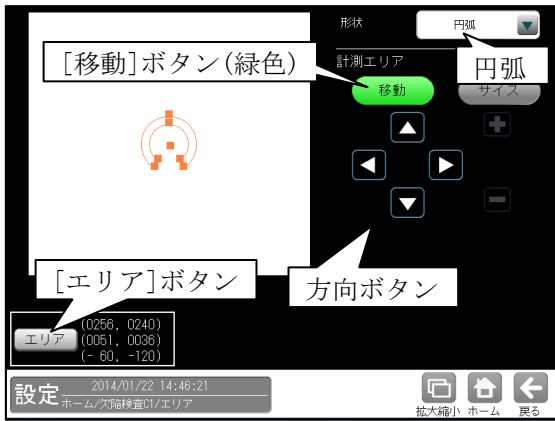 形状
円弧
[移動]ボタン(緑色)
計測エリア
円弧
移動
サイズ
[エリア]ボタン
方向ボタン
エリア
(0256, 0240)
(0051, 0036)
(- 60, -120)
設定
2014/01/22 14:46:21
ホーム/欠陥検査C1/エリア
拡大縮小
ホーム
戻る